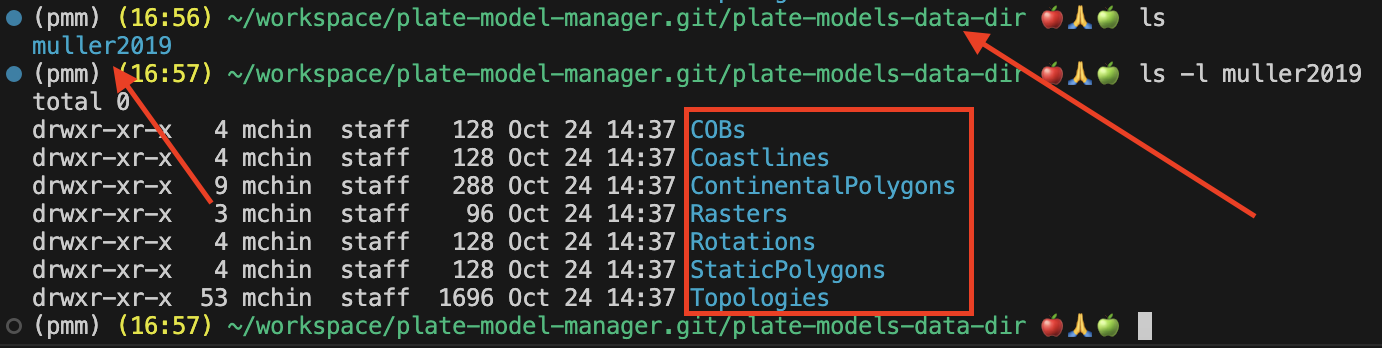 (pmm) (16:56) ~/workspace/plate-model-manager.git/plate-models-data-dir 🍎🙏🍏 ls
muller2019
(pmm) (16:57) ~/workspace/plate-model-manager.git/plate-models-data-dir 🍎🙏🍏 ls -l muller2019
total 0
drwxr-xr-x   4 mchin  staff   128 Oct 24 14:37 COBs
drwxr-xr-x   4 mchin  staff   128 Oct 24 14:37 Coastlines
drwxr-xr-x   9 mchin  staff   288 Oct 24 14:37 ContinentalPolygons
drwxr-xr-x   3 mchin  staff    96 Oct 24 14:37 Rasters
drwxr-xr-x   4 mchin  staff   128 Oct 24 14:37 Rotations
drwxr-xr-x   4 mchin  staff   128 Oct 24 14:37 StaticPolygons
drwxr-xr-x  53 mchin  staff  1696 Oct 24 14:37 Topologies
(pmm) (16:57) ~/workspace/plate-model-manager.git/plate-models-data-dir 🍎🙏🍏